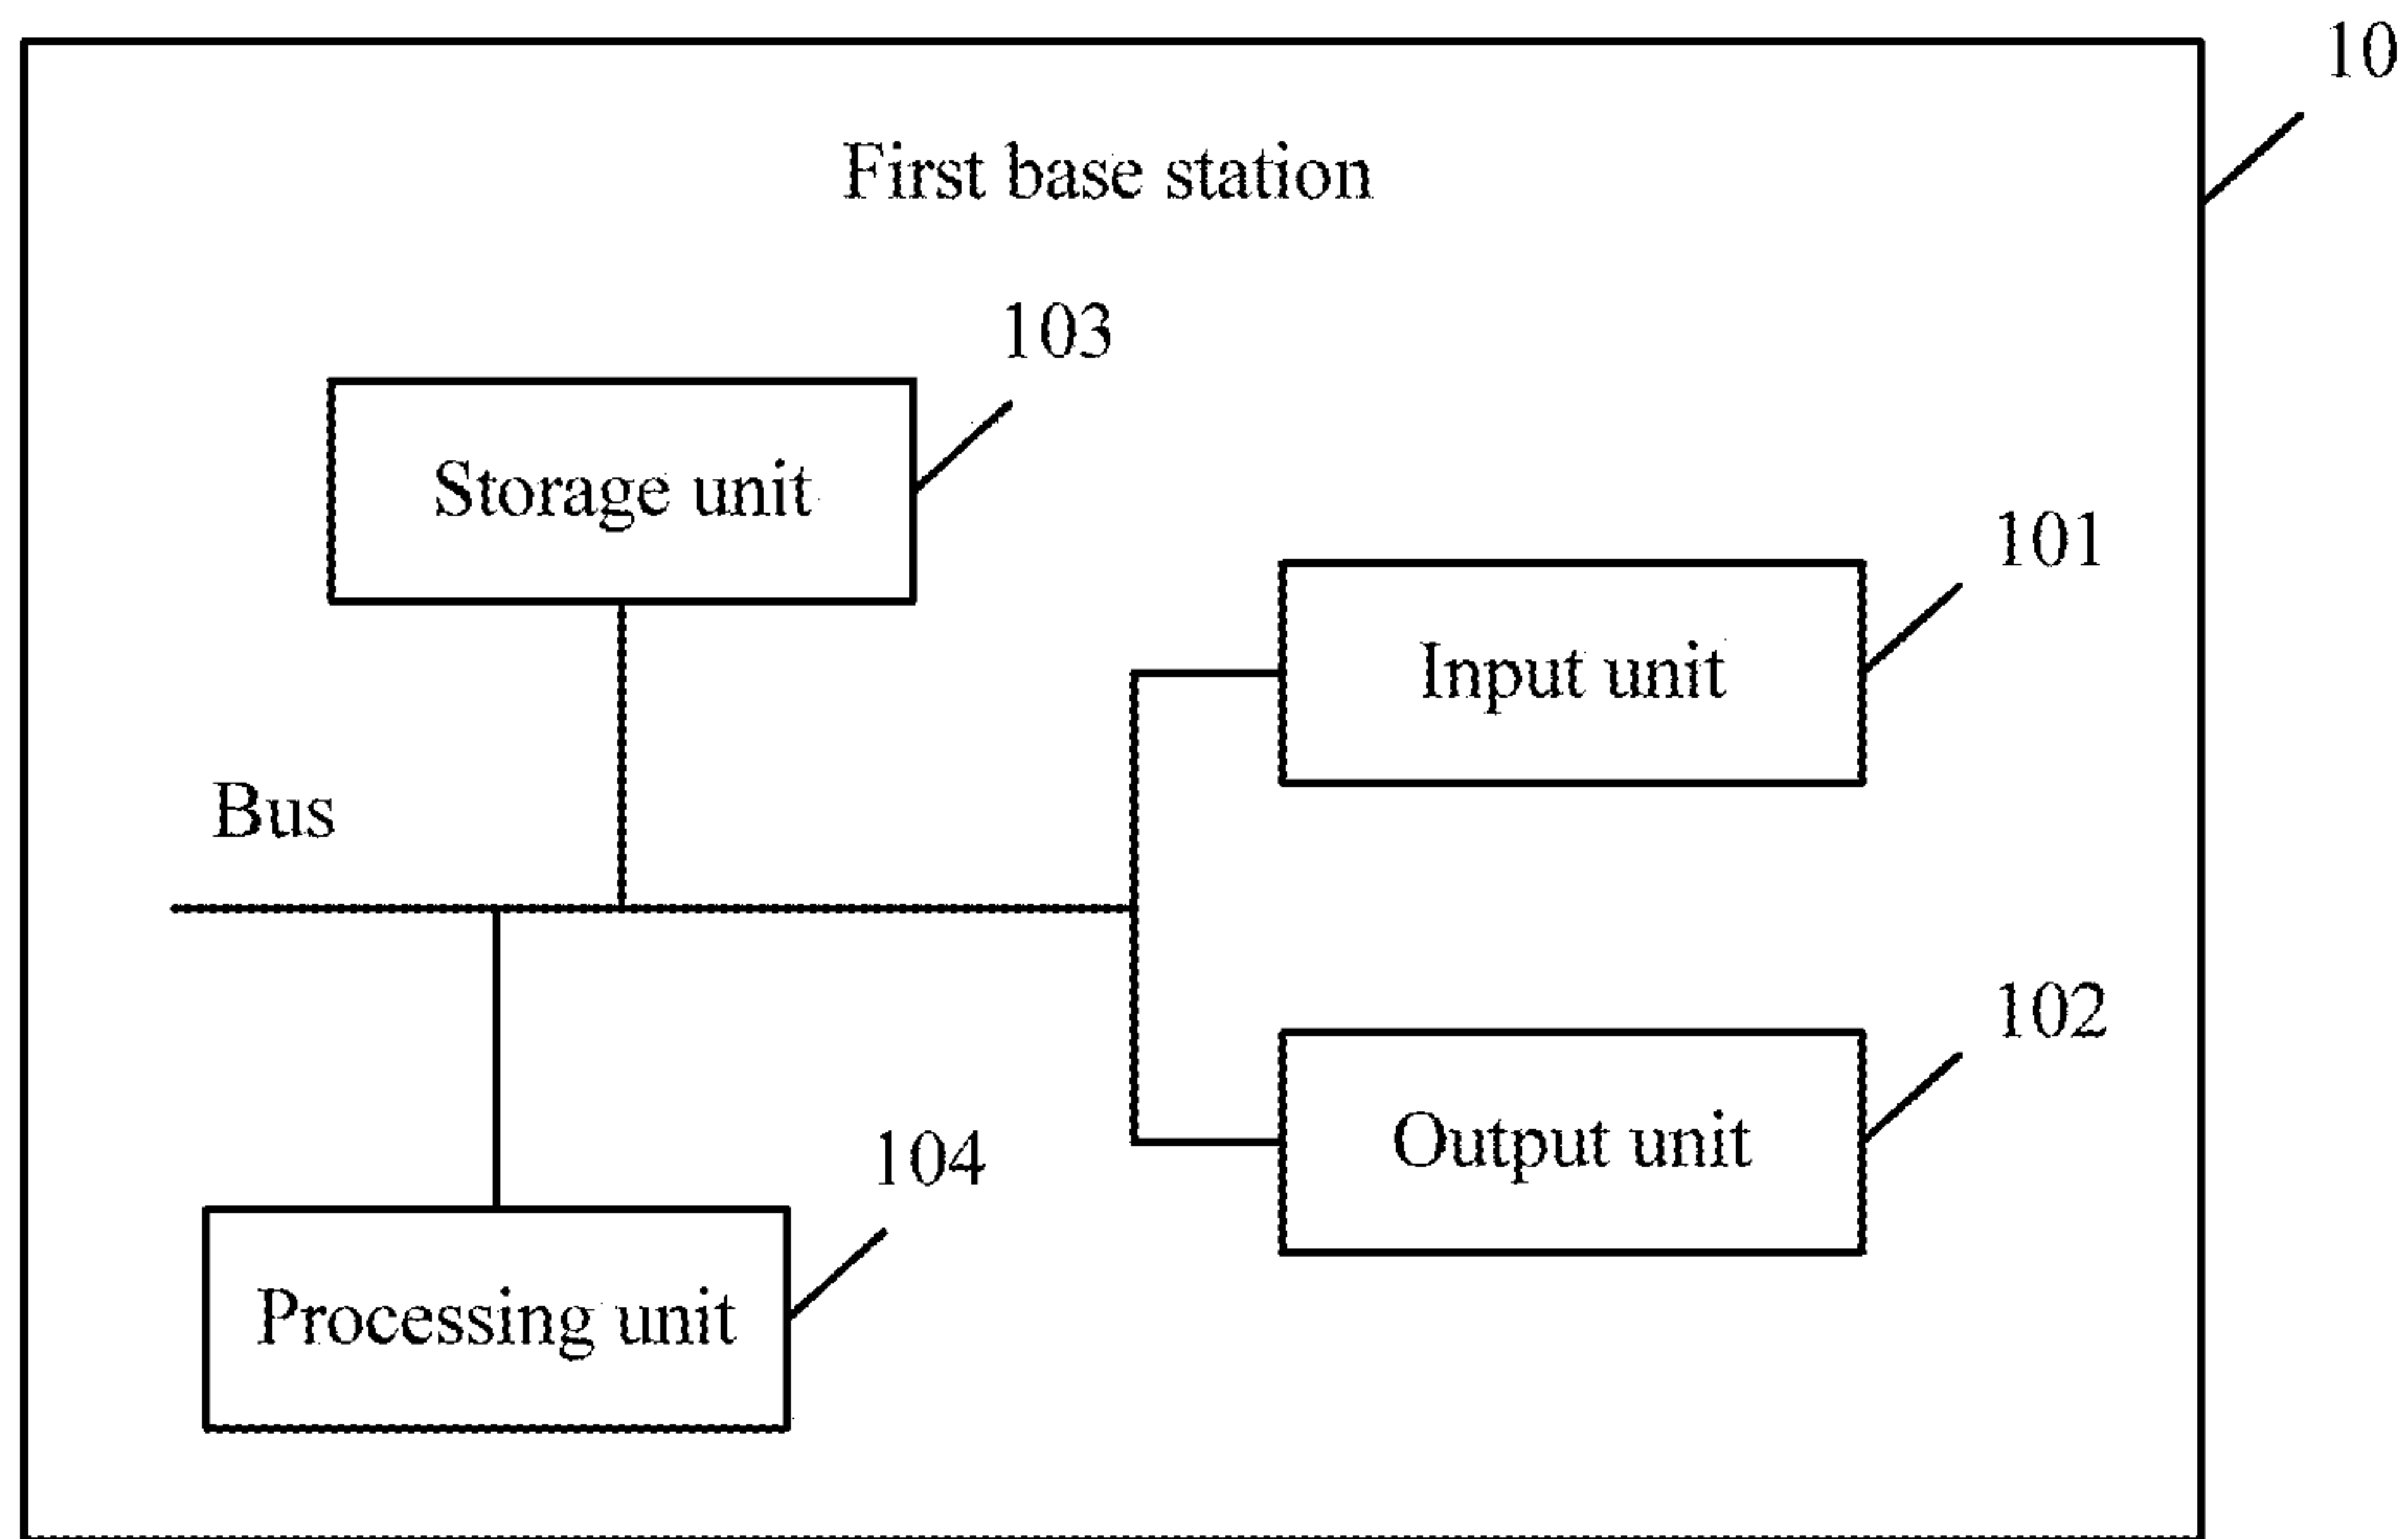 10
First base station
103
Storage unit
101
Input unit
Bus
102
Output unit
104
Processing unit